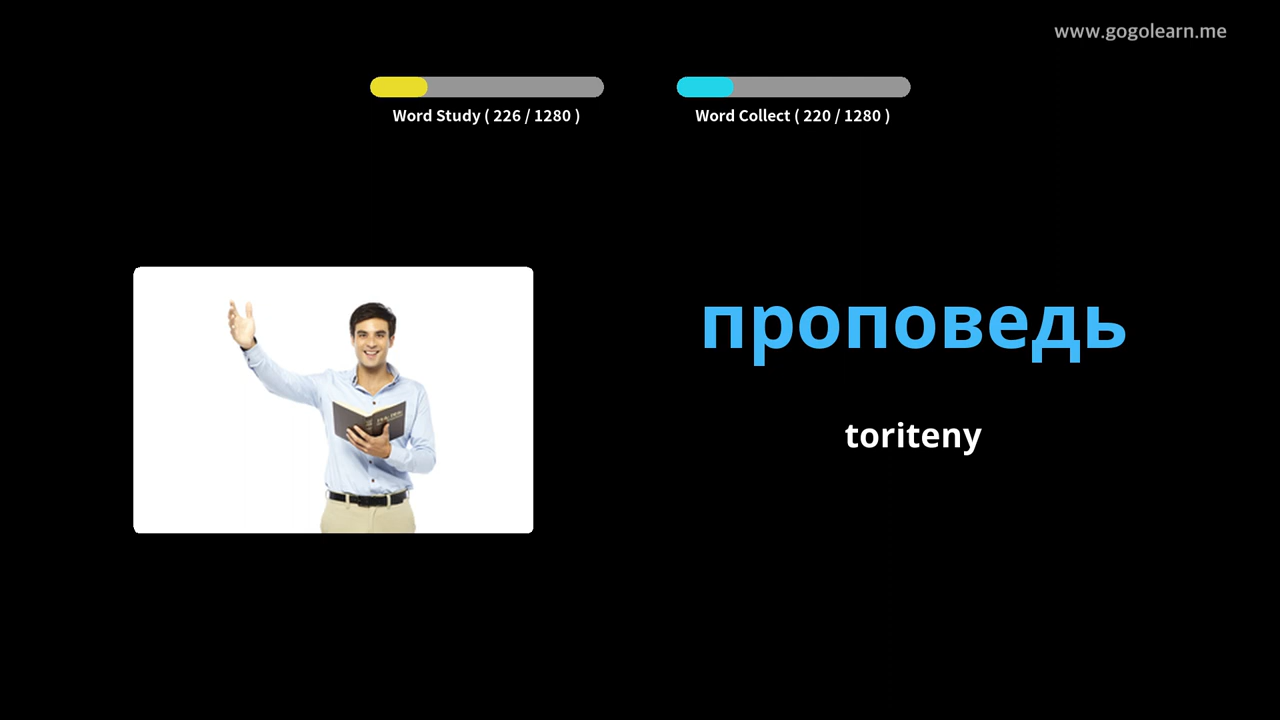 www.gogolearn.me
Word Study ( 226 / 1280 )
Word Collect ( 220 / 1280 )
проповедь
toriteny